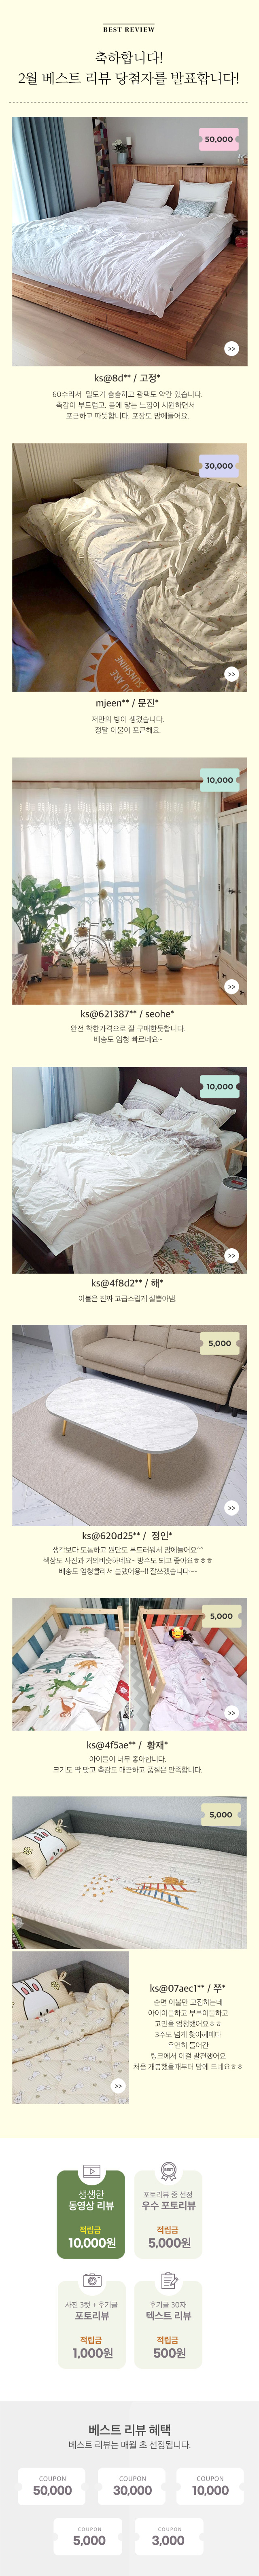 BEST REVIEW
축하합니다!
2월 베스트 리뷰 당첨자를 발표합니다!
50,000
>>
ks@8d** / 고정*
60수라서 밀도가 촘촘하고 광택도 약간 있습니다.
촉감이 부드럽고, 몸에 닿는 느낌이 시원하면서
포근하고 따뜻합니다. 포장도 맘에들어요.
30,000
>>
mjeen** / 문진*
저만의 방이 생겼습니다.
정말 이불이 포근해요.
10,000
>>
ks@621387** / seohe*
완전 착한가격으로 잘 구매한듯합니다.
배송도 엄청 빠르네요~
10,000
>>
ks@4f8d2** / 해*
이불은 진짜 고급스럽게 잘뽑아냄.
5,000
>>
ks@620d25** / 정인*
생각보다 도톰하고 원단도 부드러워서 맘에들어요^^
색상도 사진과 거의비슷하네요~ 방수도 되고 좋아요ㅎㅎㅎ
배송도 엄청빨라서 놀랬어용~!! 잘쓰겠습니다~~
5,000
>>
ks@4f5ae** / 황재*
아이들이 너무 좋아합니다.
크기도 딱 맞고 촉감도 매끈하고 품질은 만족합니다.
5,000
>>
ks@07aec1** / 쭈*
순면 이불만 고집하는데
아이이불하고 부부이불하고
고민을 엄청했어요ㅎㅎ
3주도 넘게 찾아헤메다
우연히 들어간
링크에서 이걸 발견했어요
처음 개봉했을때부터 맘에 드네요ㅎㅎ
생생한
동영상 리뷰
적립금
10,000원
BEST
포토리뷰 중 선정
우수 포토리뷰
적립금
5,000원
사진 3컷 + 후기글
포토리뷰
적립금
1,000원
후기글 30자
텍스트 리뷰
적립금
500원
베스트 리뷰 혜택
베스트 리뷰는 매월 초 선정됩니다.
COUPON
50,000
COUPON
30,000
COUPON
10,000
COUPON
5,000
COUPON
3,000